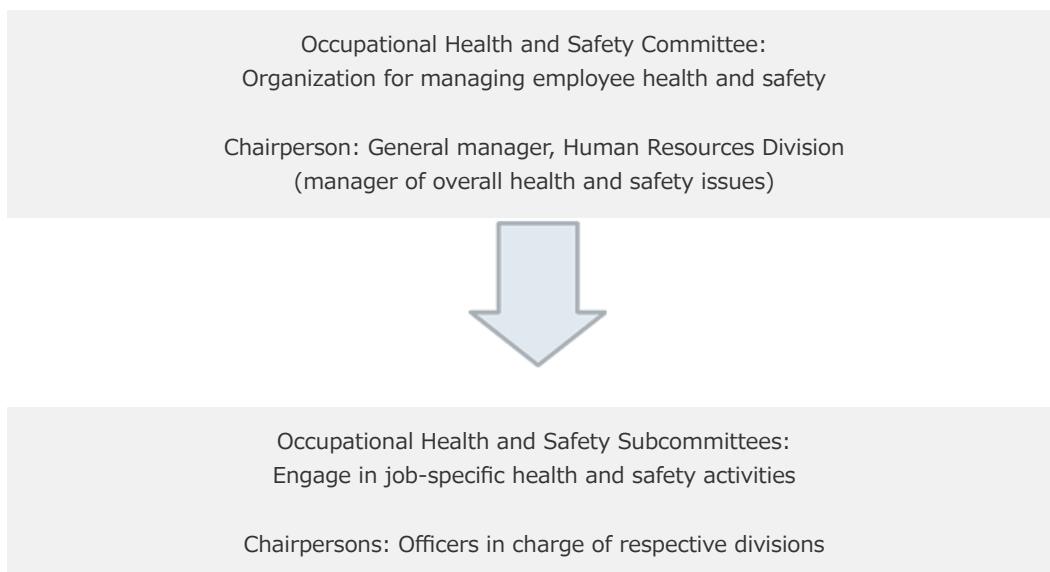 Occupational Health and Safety Committee:
Organization for managing employee health and safety
Chairperson: General manager, Human Resources Division
(manager of overall health and safety issues)
Occupational Health and Safety Subcommittees:
Engage in job-specific health and safety activities
Chairpersons: Officers in charge of respective divisions